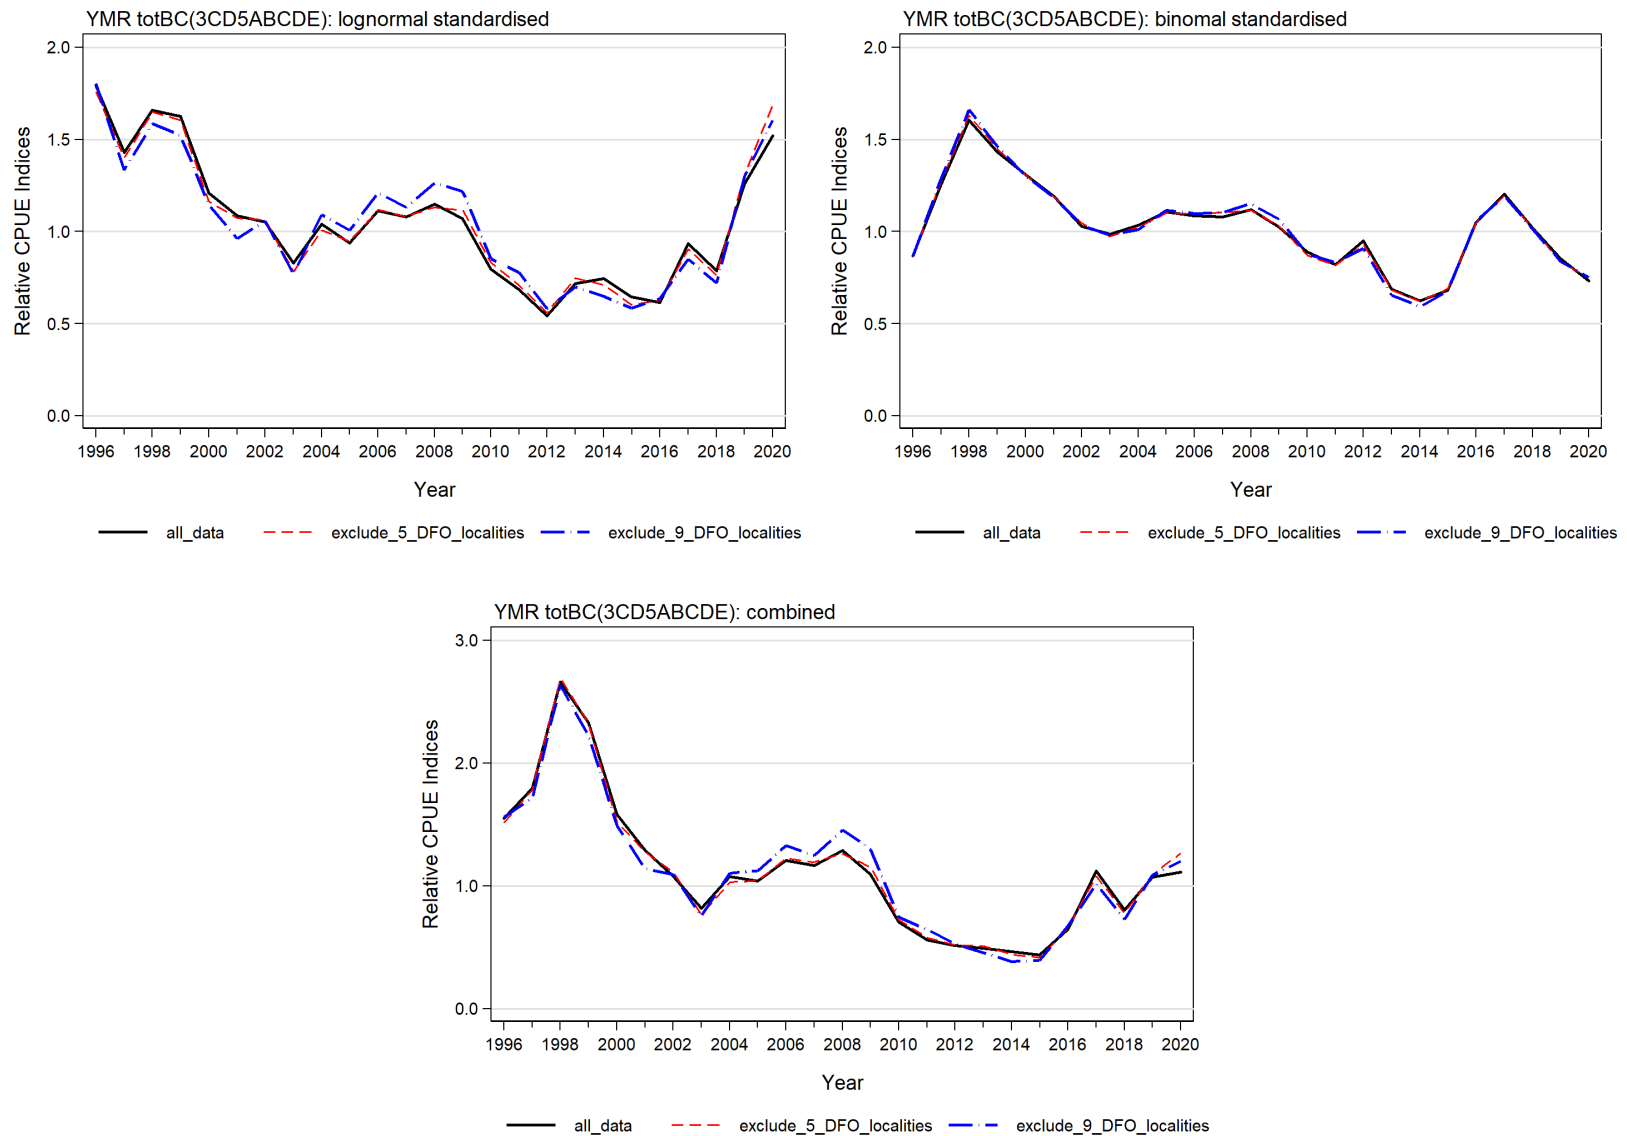 YMR totBC(3CD5ABCDE): lognormal standardised
2.0
1.5
1.0
0.5
0.0
Relative CPUE Indices
1996 1998 2000 2002 2004 2006 2008 2010 2012 2014 2016 2018 2020
Year
all_data exclude_5_DFO_localities exclude_9_DFO_localities
YMR totBC(3CD5ABCDE): binomal standardised
2.0
1.5
1.0
0.5
0.0
Relative CPUE Indices
1996 1998 2000 2002 2004 2006 2008 2010 2012 2014 2016 2018 2020
Year
all_data exclude_5_DFO_localities exclude_9_DFO_localities
YMR totBC(3CD5ABCDE): combined
3.0
2.0
1.0
0.0
Relative CPUE Indices
1996 1998 2000 2002 2004 2006 2008 2010 2012 2014 2016 2018 2020
Year
all_data exclude_5_DFO_localities exclude_9_DFO_localities